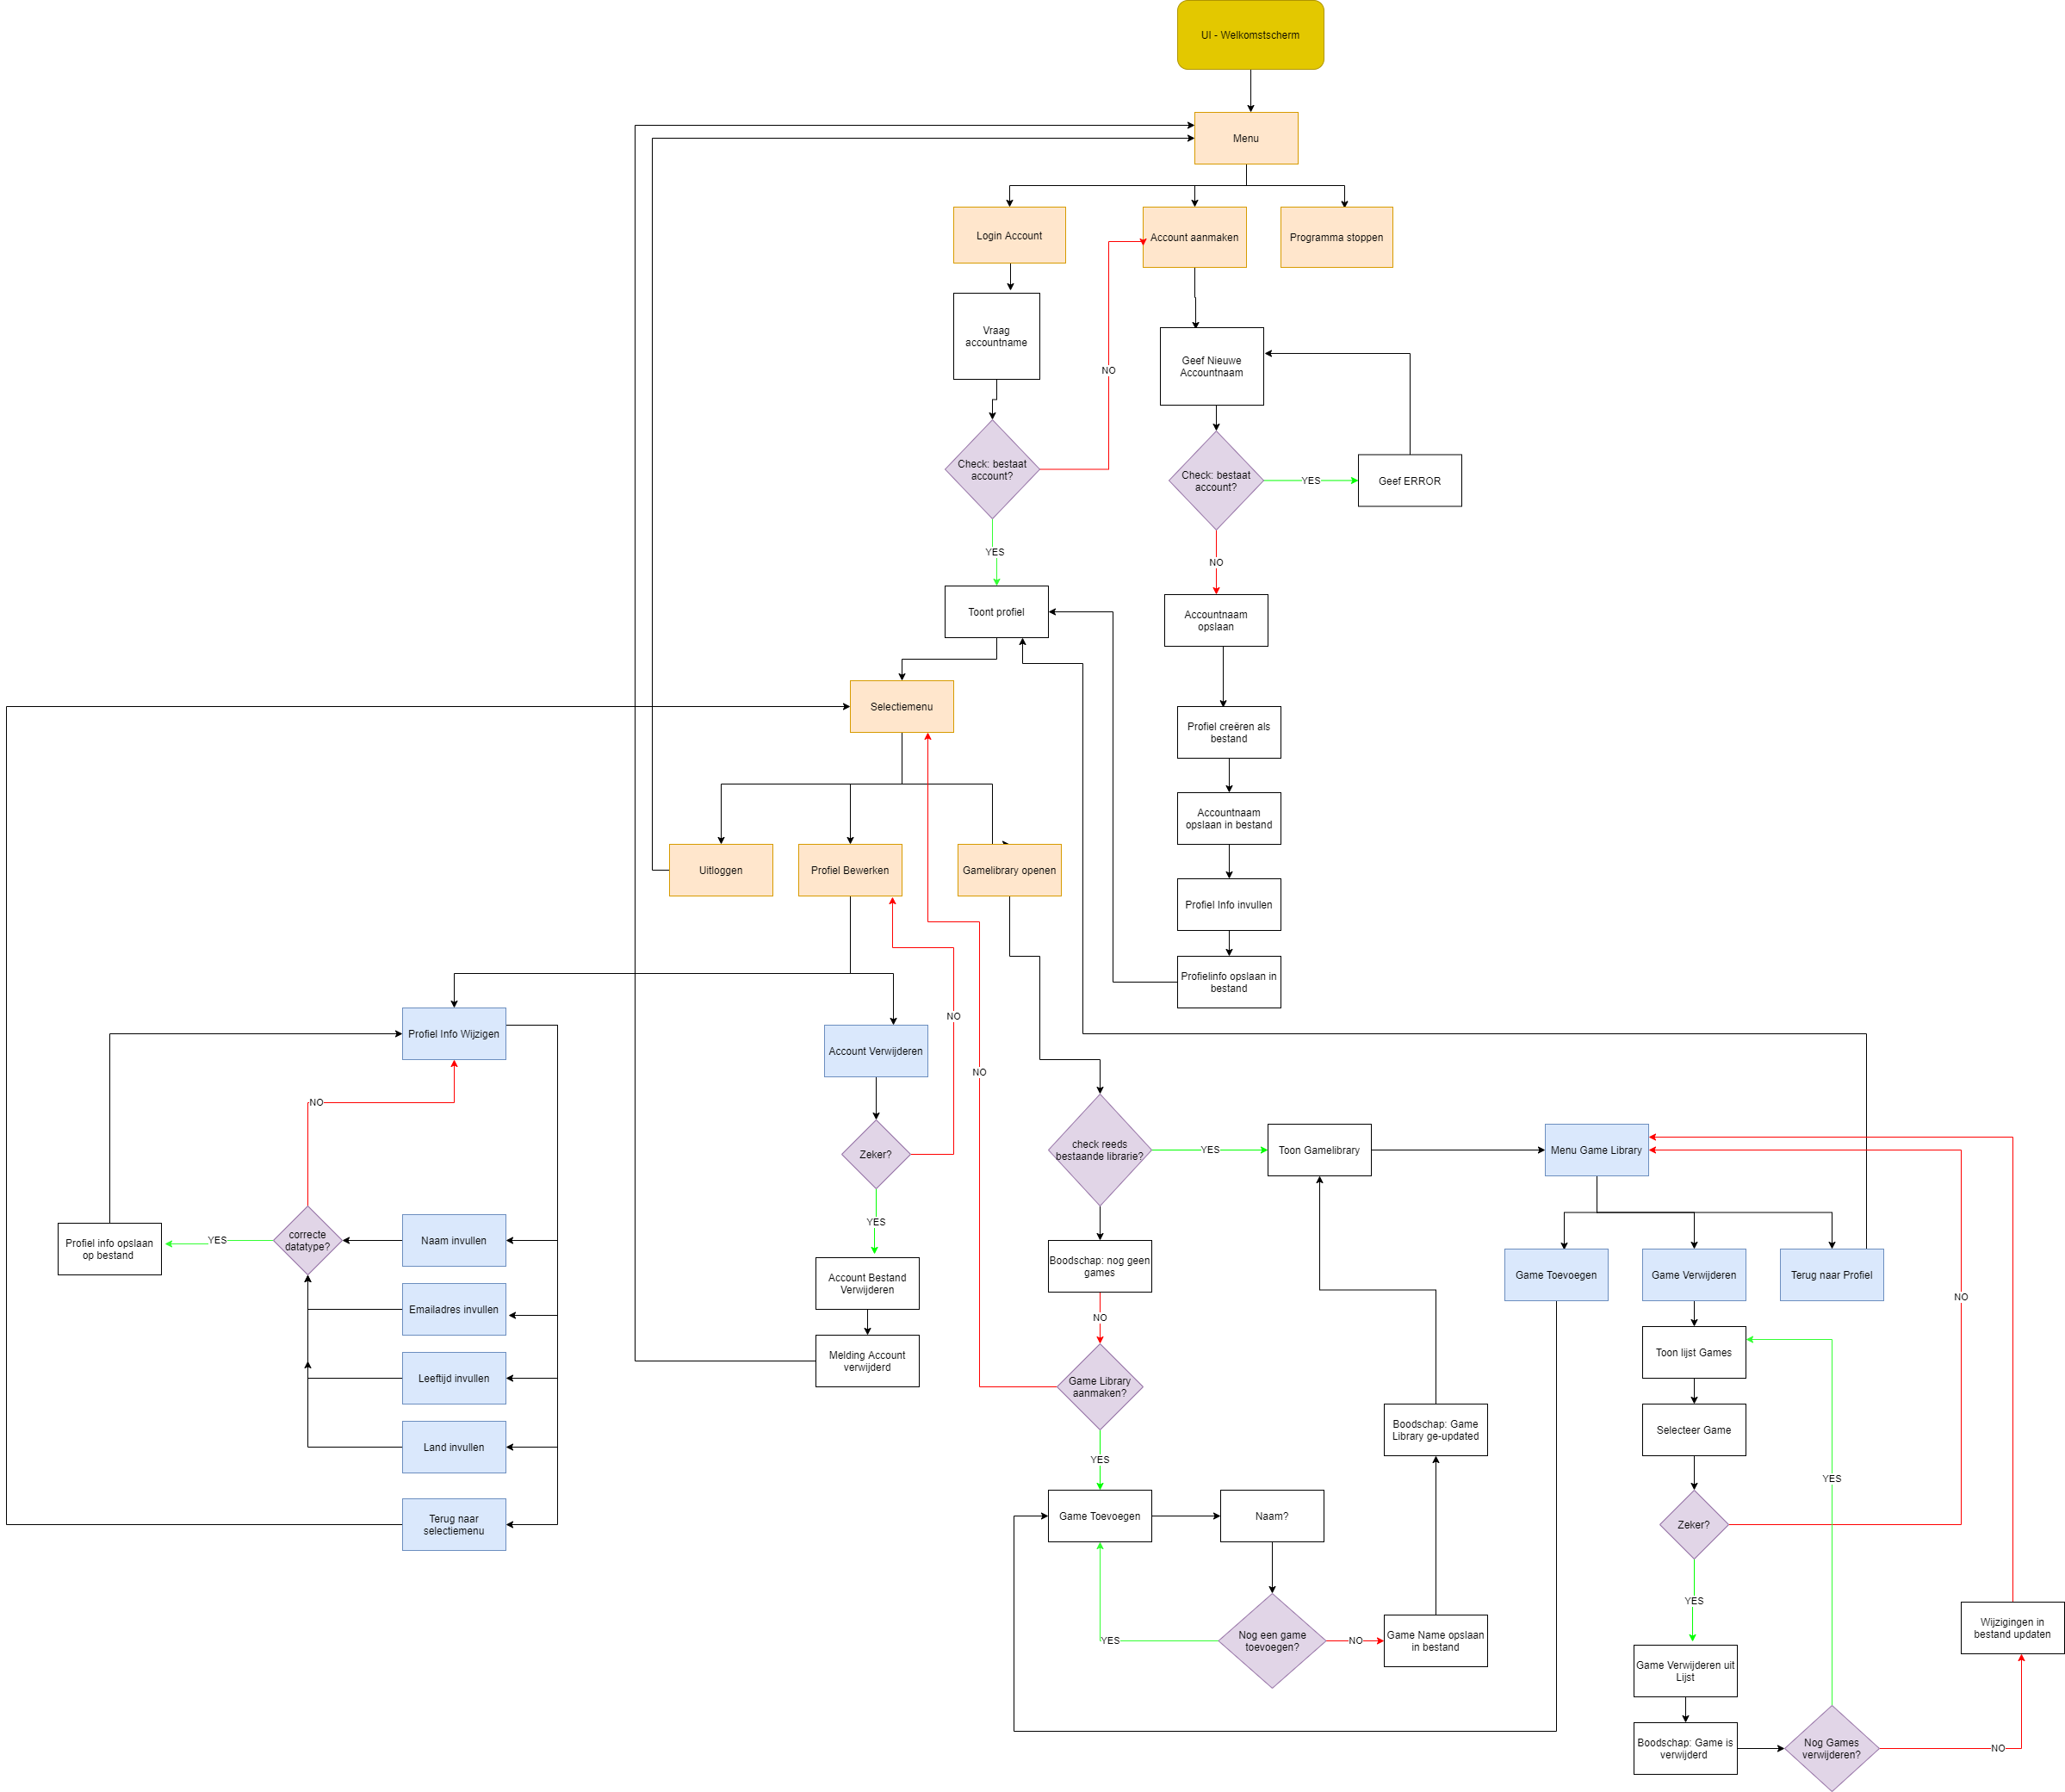 UI - Welkomstscherm
Menu
Login Account
Account aanmaken
Programma stoppen
Vraag
accountname
Geef Nieuwe
Accountnaam
NO
Check: bestaat
account?
Check: bestaat
account?
YES
Geef ERROR
YES
NO
Toont profiel
Accountnaam
opslaan
Selectiemenu
Profiel creëren als
bestand
Accountnaam
opslaan in bestand
Uitloggen
Profiel Bewerken
Gamelibrary openen
Profiel Info invullen
Profielinfo opslaan in
bestand
NO
Profiel Info Wijzigen
Account Verwijderen
NO
NO
Zeker?
check reeds
bestaande librarie?
YES
Toon Gamelibrary
Menu Game Library
YES
Profiel info opslaan
op bestand
YES
correcte
datatype?
Naam invullen
Emailadres invullen
Leeftijd invullen
Land invullen
Terug naar
selectiemenu
Account Bestand
Verwijderen
Melding Account
verwijderd
Boodschap: nog geen
games
NO
Game Library
aanmaken?
YES
Game Toevoegen
Naam?
Nog een game
toevoegen?
YES
NO
Game Name opslaan
in bestand
Boodschap: Game
Library ge-updated
Game Toevoegen
Game Verwijderen
Terug naar Profiel
NO
Toon lijst Games
Selecteer Game
YES
Zeker?
YES
Game Verwijderen uit
Lijst
Boodschap: Game is
verwijderd
Nog Games
verwijderen?
NO
Wijzigingen in
bestand updaten